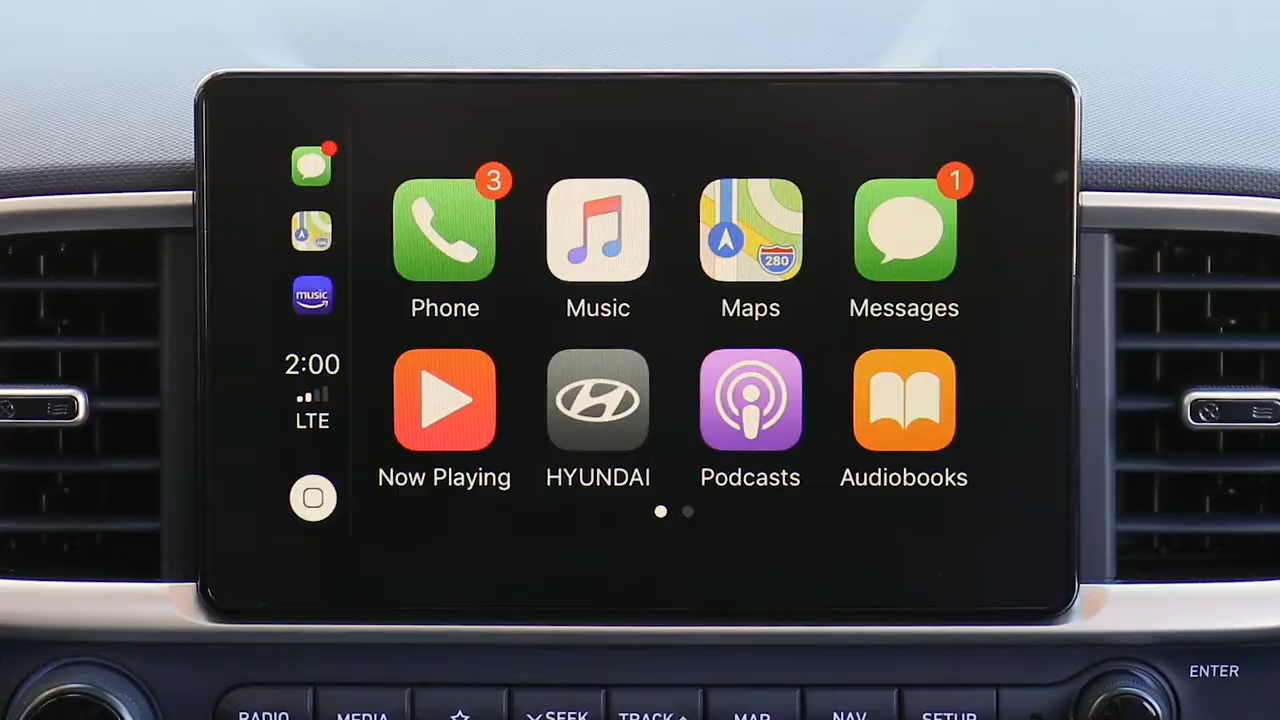 3
1
280
Phone
Music
Maps
Messages
music
2:00
LTE
Now Playing
HYUNDAI
Podcasts
Audiobooks
ENTER
RADIO
MEDIA
SEEK
TRACK
MAP
NAV
SETUP